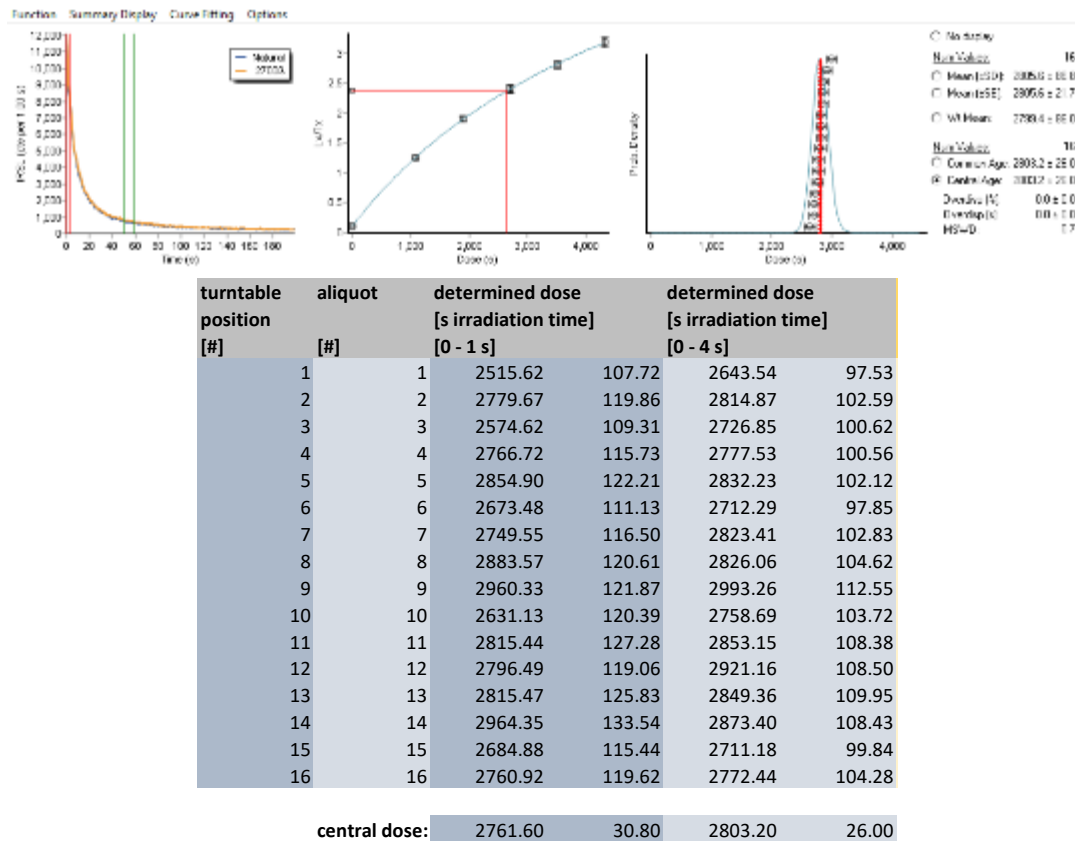 Function Summary Display Curve Fitting Options
Natural
Time (s)
Dose (s)
Prob. Density
Dose (s)
No display
Num Values: 16
Mean (±SD):
Mean (±SE): 2805.6 ± 21.7
Wt Mean:
Num Values: 16
Common Age:
Central Age:
turntable position [#]
aliquot [#]
determined dose [s irradiation time] [0 - 1 s]
determined dose [s irradiation time] [0 - 4 s]
1 1 2515.62 107.72 2643.54 97.53
2 2 2779.67 119.86 2814.87 102.59
3 3 2574.62 109.31 2726.85 100.62
4 4 2766.72 115.73 2777.53 100.56
5 5 2854.90 122.21 2832.23 102.12
6 6 2673.48 111.13 2712.29 97.85
7 7 2749.55 116.50 2823.41 102.83
8 8 2883.57 120.61 2826.06 104.62
9 9 2960.33 121.87 2993.26 112.55
10 10 2631.13 120.39 2758.69 103.72
11 11 2815.44 127.28 2853.15 108.38
12 12 2796.49 119.06 2921.16 108.50
13 13 2815.47 125.83 2849.36 109.95
14 14 2964.35 133.54 2873.40 108.43
15 15 2684.88 115.44 2711.18 99.84
16 16 2760.92 119.62 2772.44 104.28
central dose: 2761.60 30.80 2803.20 26.00